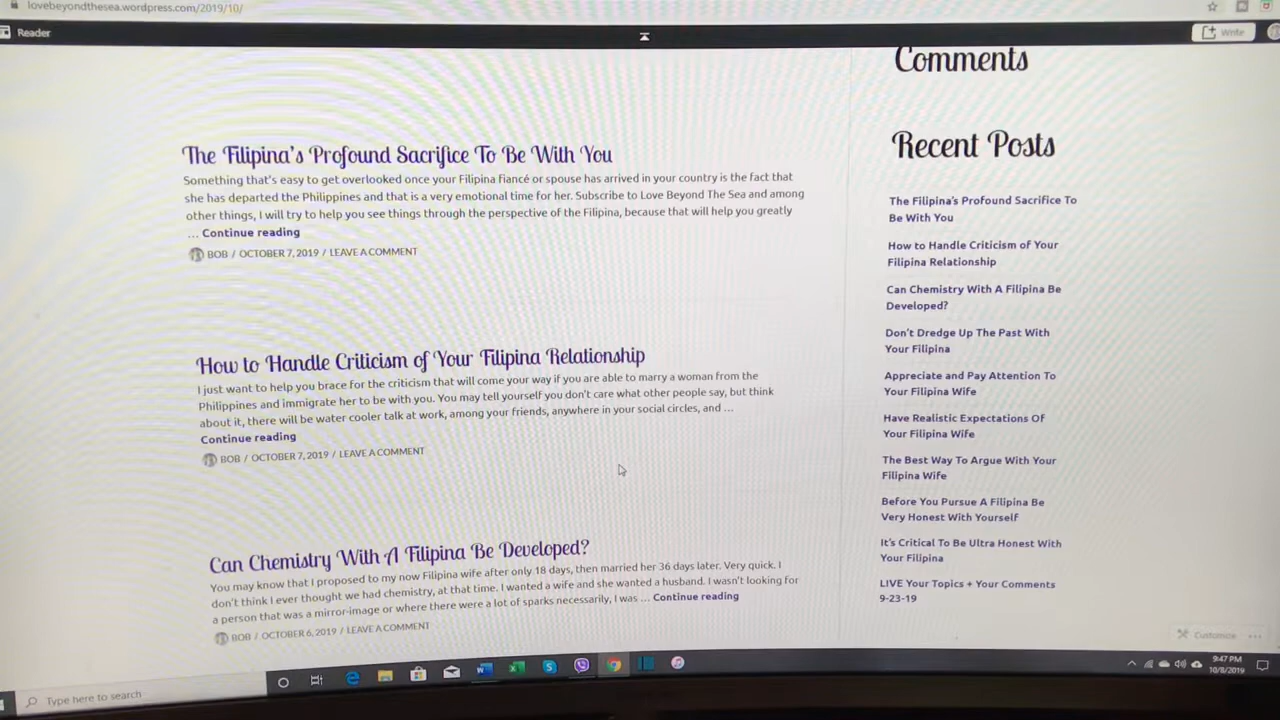 lovebeyondthesea.wordpress.com/2019/10/
Reader
Write
Comments
The Filipina's Profound Sacrifice To Be With You
Something that's easy to get overlooked once your Filipina Fiancé or spouse has arrived in your country is the fact that
she has departed the Philippines and that is a very emotional time for her. Subscribe to Love Beyond The Sea and among
other things, I will try to help you see things through the perspective of the Filipina, because that will help you greatly
... Continue reading
BOB / OCTOBER 7, 2019 / LEAVE A COMMENT
How to Handle Criticism of Your Filipina Relationship
I just want to help you brace for the criticism that will come your way if you are able to marry a woman from the
Philippines and immigrate her to be with you. You may tell yourself you don't care what other people say, but think
about it, there will be water cooler talk at work, among your friends, anywhere in your social circles, and ...
Continue reading
BOB / OCTOBER 7, 2019 / LEAVE A COMMENT
Can Chemistry With A Filipina Be Developed?
You may know that I proposed to my now Filipina wife after only 18 days, then married her 36 days later. Very quick. I
don't think I ever thought we had chemistry, at that time. I wanted a wife and she wanted a husband. I wasn't looking for
a person that was a mirror-image or where there were a lot of sparks necessarily, I was ... Continue reading
BOB / OCTOBER 6, 2019 / LEAVE A COMMENT
Recent Posts
The Filipina's Profound Sacrifice To
Be With You
How to Handle Criticism of Your
Filipina Relationship
Can Chemistry With A Filipina Be
Developed?
Don't Dredge Up The Past With
Your Filipina
Appreciate and Pay Attention To
Your Filipina Wife
Have Realistic Expectations Of
Your Filipina Wife
The Best Way To Argue With Your
Filipina Wife
Before You Pursue A Filipina Be
Very Honest With Yourself
It's Critical To Be Ultra Honest With
Your Filipina
LIVE Your Topics + Your Comments
9-23-19
Customize
Type here to search
9:47 PM
10/8/2019